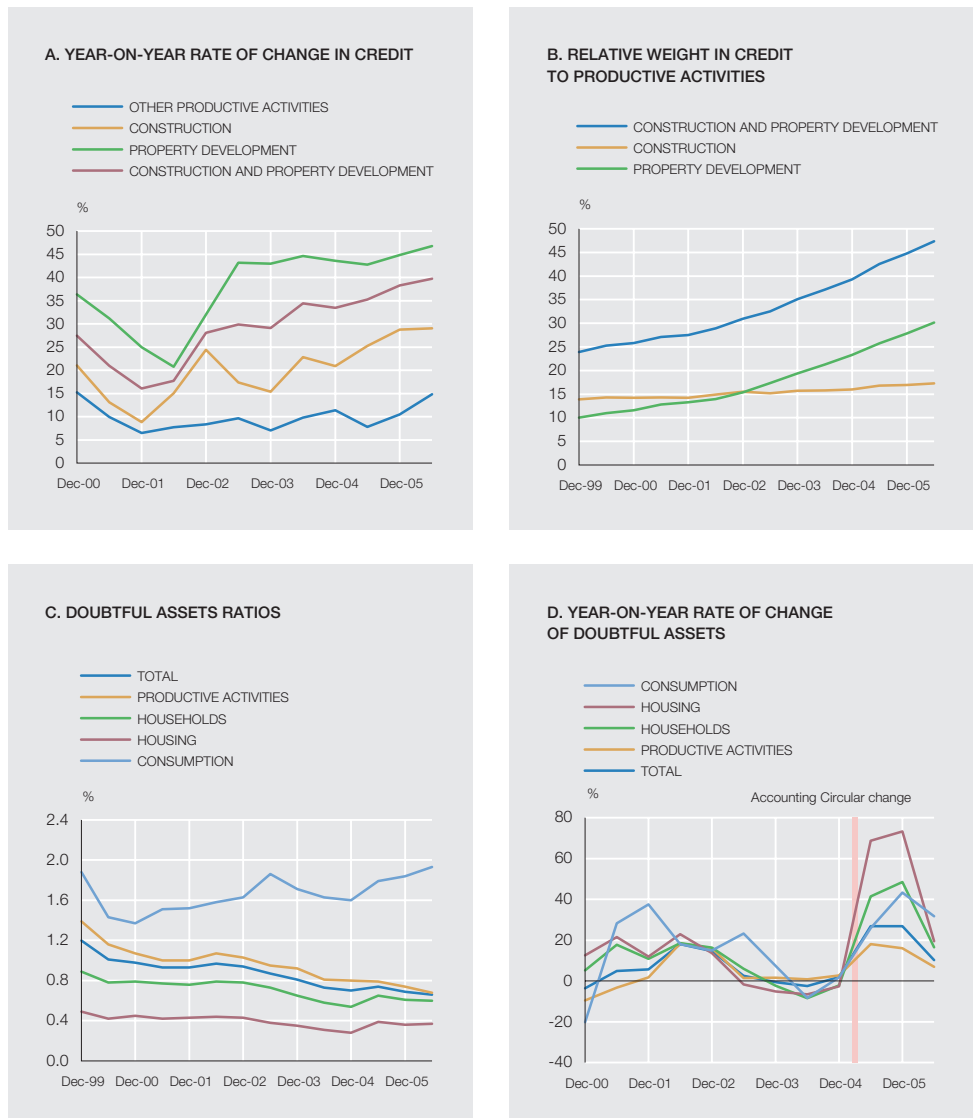 A. YEAR-ON-YEAR RATE OF CHANGE IN CREDIT
OTHER PRODUCTIVE ACTIVITIES
CONSTRUCTION
PROPERTY DEVELOPMENT
CONSTRUCTION AND PROPERTY DEVELOPMENT
%
50
45
40
35
30
25
20
15
10
5
0
Dec-00 Dec-01 Dec-02 Dec-03 Dec-04 Dec-05
B. RELATIVE WEIGHT IN CREDIT
TO PRODUCTIVE ACTIVITIES
CONSTRUCTION AND PROPERTY DEVELOPMENT
CONSTRUCTION
PROPERTY DEVELOPMENT
%
50
45
40
35
30
25
20
15
10
5
0
Dec-99 Dec-00 Dec-01 Dec-02 Dec-03 Dec-04 Dec-05
C. DOUBTFUL ASSETS RATIOS
TOTAL
PRODUCTIVE ACTIVITIES
HOUSEHOLDS
HOUSING
CONSUMPTION
%
2.4
2.0
1.6
1.2
0.8
0.4
0.0
Dec-99 Dec-00 Dec-01 Dec-02 Dec-03 Dec-04 Dec-05
D. YEAR-ON-YEAR RATE OF CHANGE
OF DOUBTFUL ASSETS
CONSUMPTION
HOUSING
HOUSEHOLDS
PRODUCTIVE ACTIVITIES
TOTAL
% Accounting Circular change
80
60
40
20
0
-20
-40
Dec-00 Dec-01 Dec-02 Dec-03 Dec-04 Dec-05